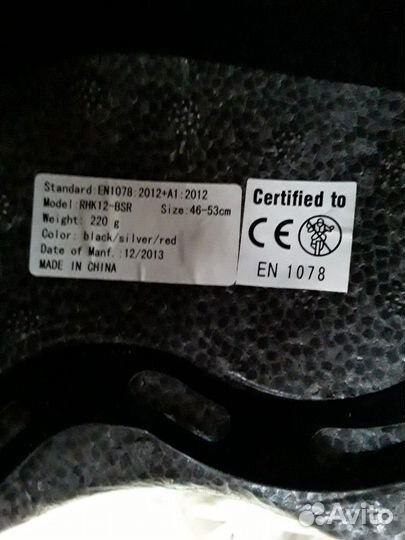 Standard:EN1078:2012+A1:2012
Model:RHK12-BSR Size:46-53cm
Weight: 220 g
Color: black/silver/red
Date of Manf.:12/2013
MADE IN CHINA
Certified to
CE
EN 1078
Avito